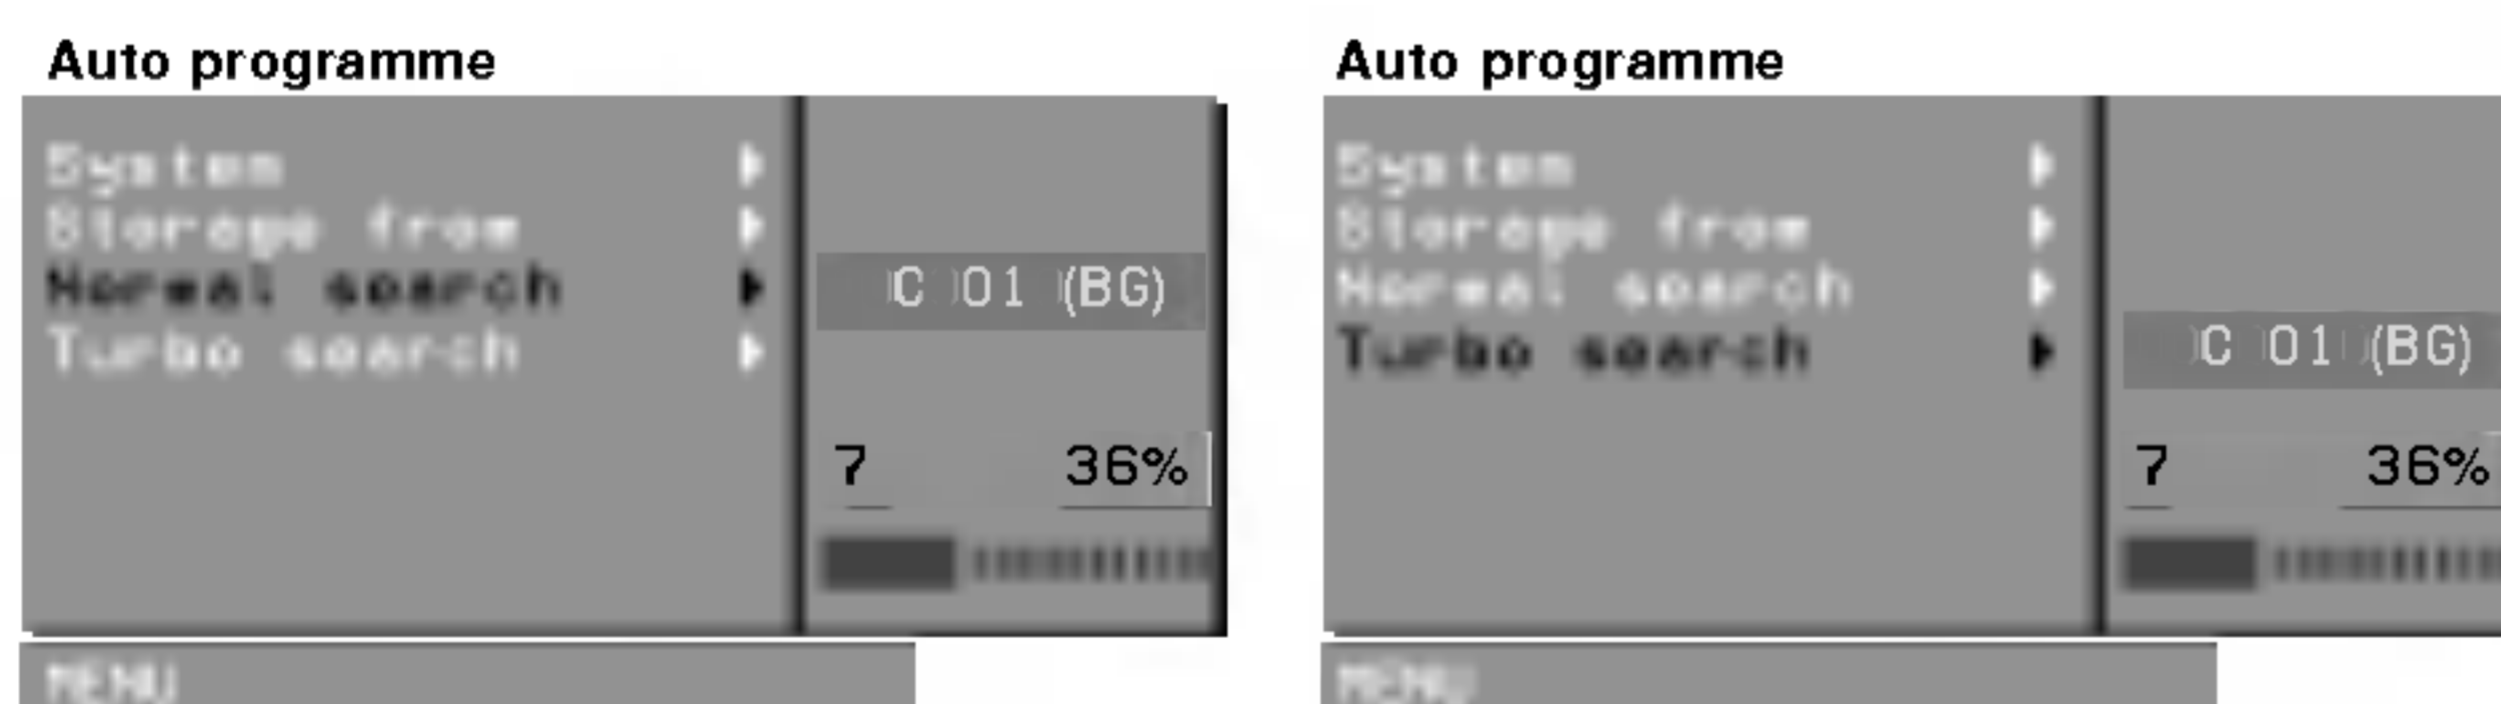 Auto programme
System
Storage from
Normal search
C 01 (BG)
Turbo search
7 36%
MENU
Auto programme
System
Storage from
Normal search
Turbo search
C 01 (BG)
7 36%
MENU